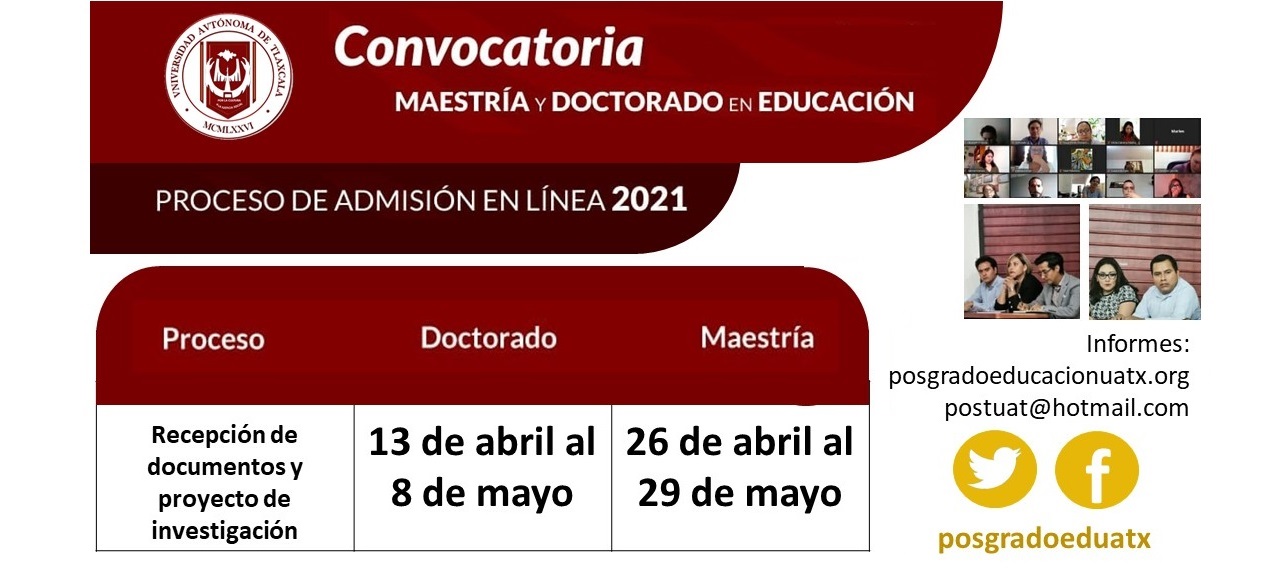 VNIVERSIDAD AVTÓNOMA DE TLAXCALA
MCMLXXVI
Convocatoria
MAESTRÍA Y DOCTORADO EN EDUCACIÓN
PROCESO DE ADMISIÓN EN LÍNEA 2021
Proceso
Doctorado
Maestría
Recepción de
documentos y
proyecto de
investigación
13 de abril al
8 de mayo
26 de abril al
29 de mayo
Informes:
posgradoeducacionuatx.org
postuat@hotmail.com
posgradoeduatx